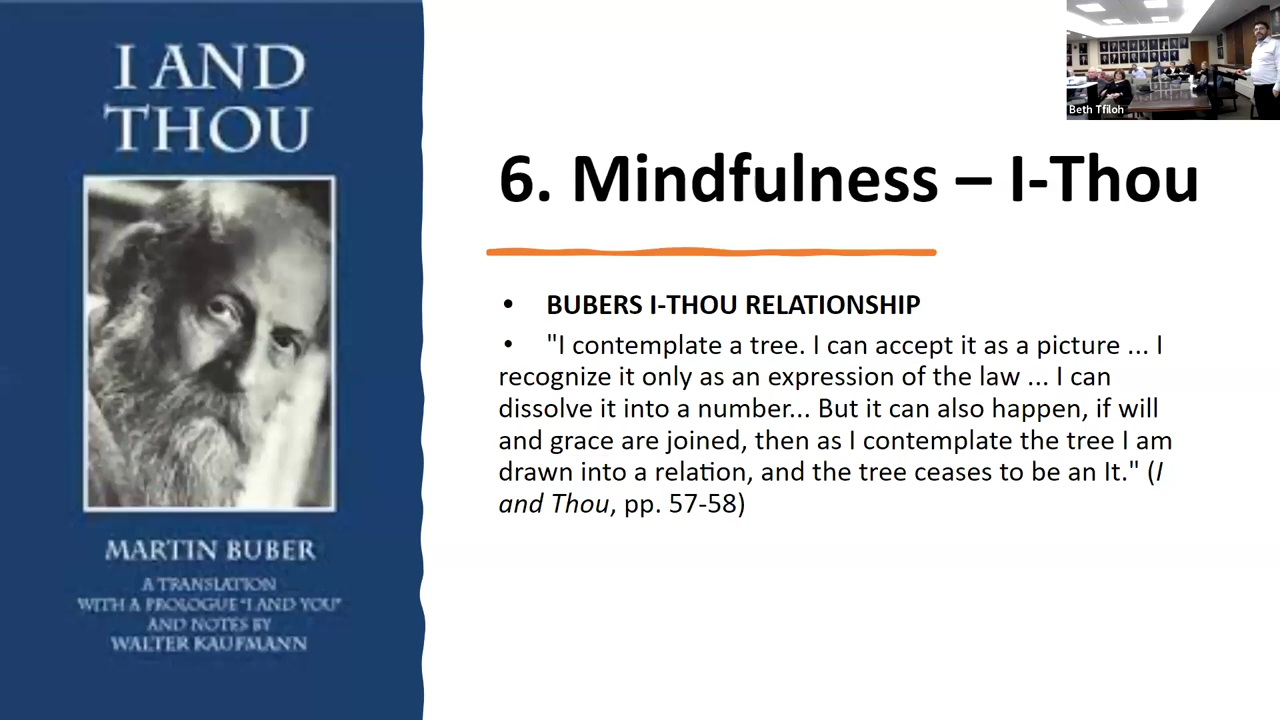 I AND
THOU
MARTIN BUBER
A TRANSLATION
WITH A PROLOGUE "I AND YOU"
AND NOTES BY
WALTER KAUFMANN
Beth Tfiloh
6. Mindfulness – I-Thou
• BUBERS I-THOU RELATIONSHIP
• "I contemplate a tree. I can accept it as a picture ... I
recognize it only as an expression of the law ... I can
dissolve it into a number... But it can also happen, if will
and grace are joined, then as I contemplate the tree I am
drawn into a relation, and the tree ceases to be an It." (I
and Thou, pp. 57-58)